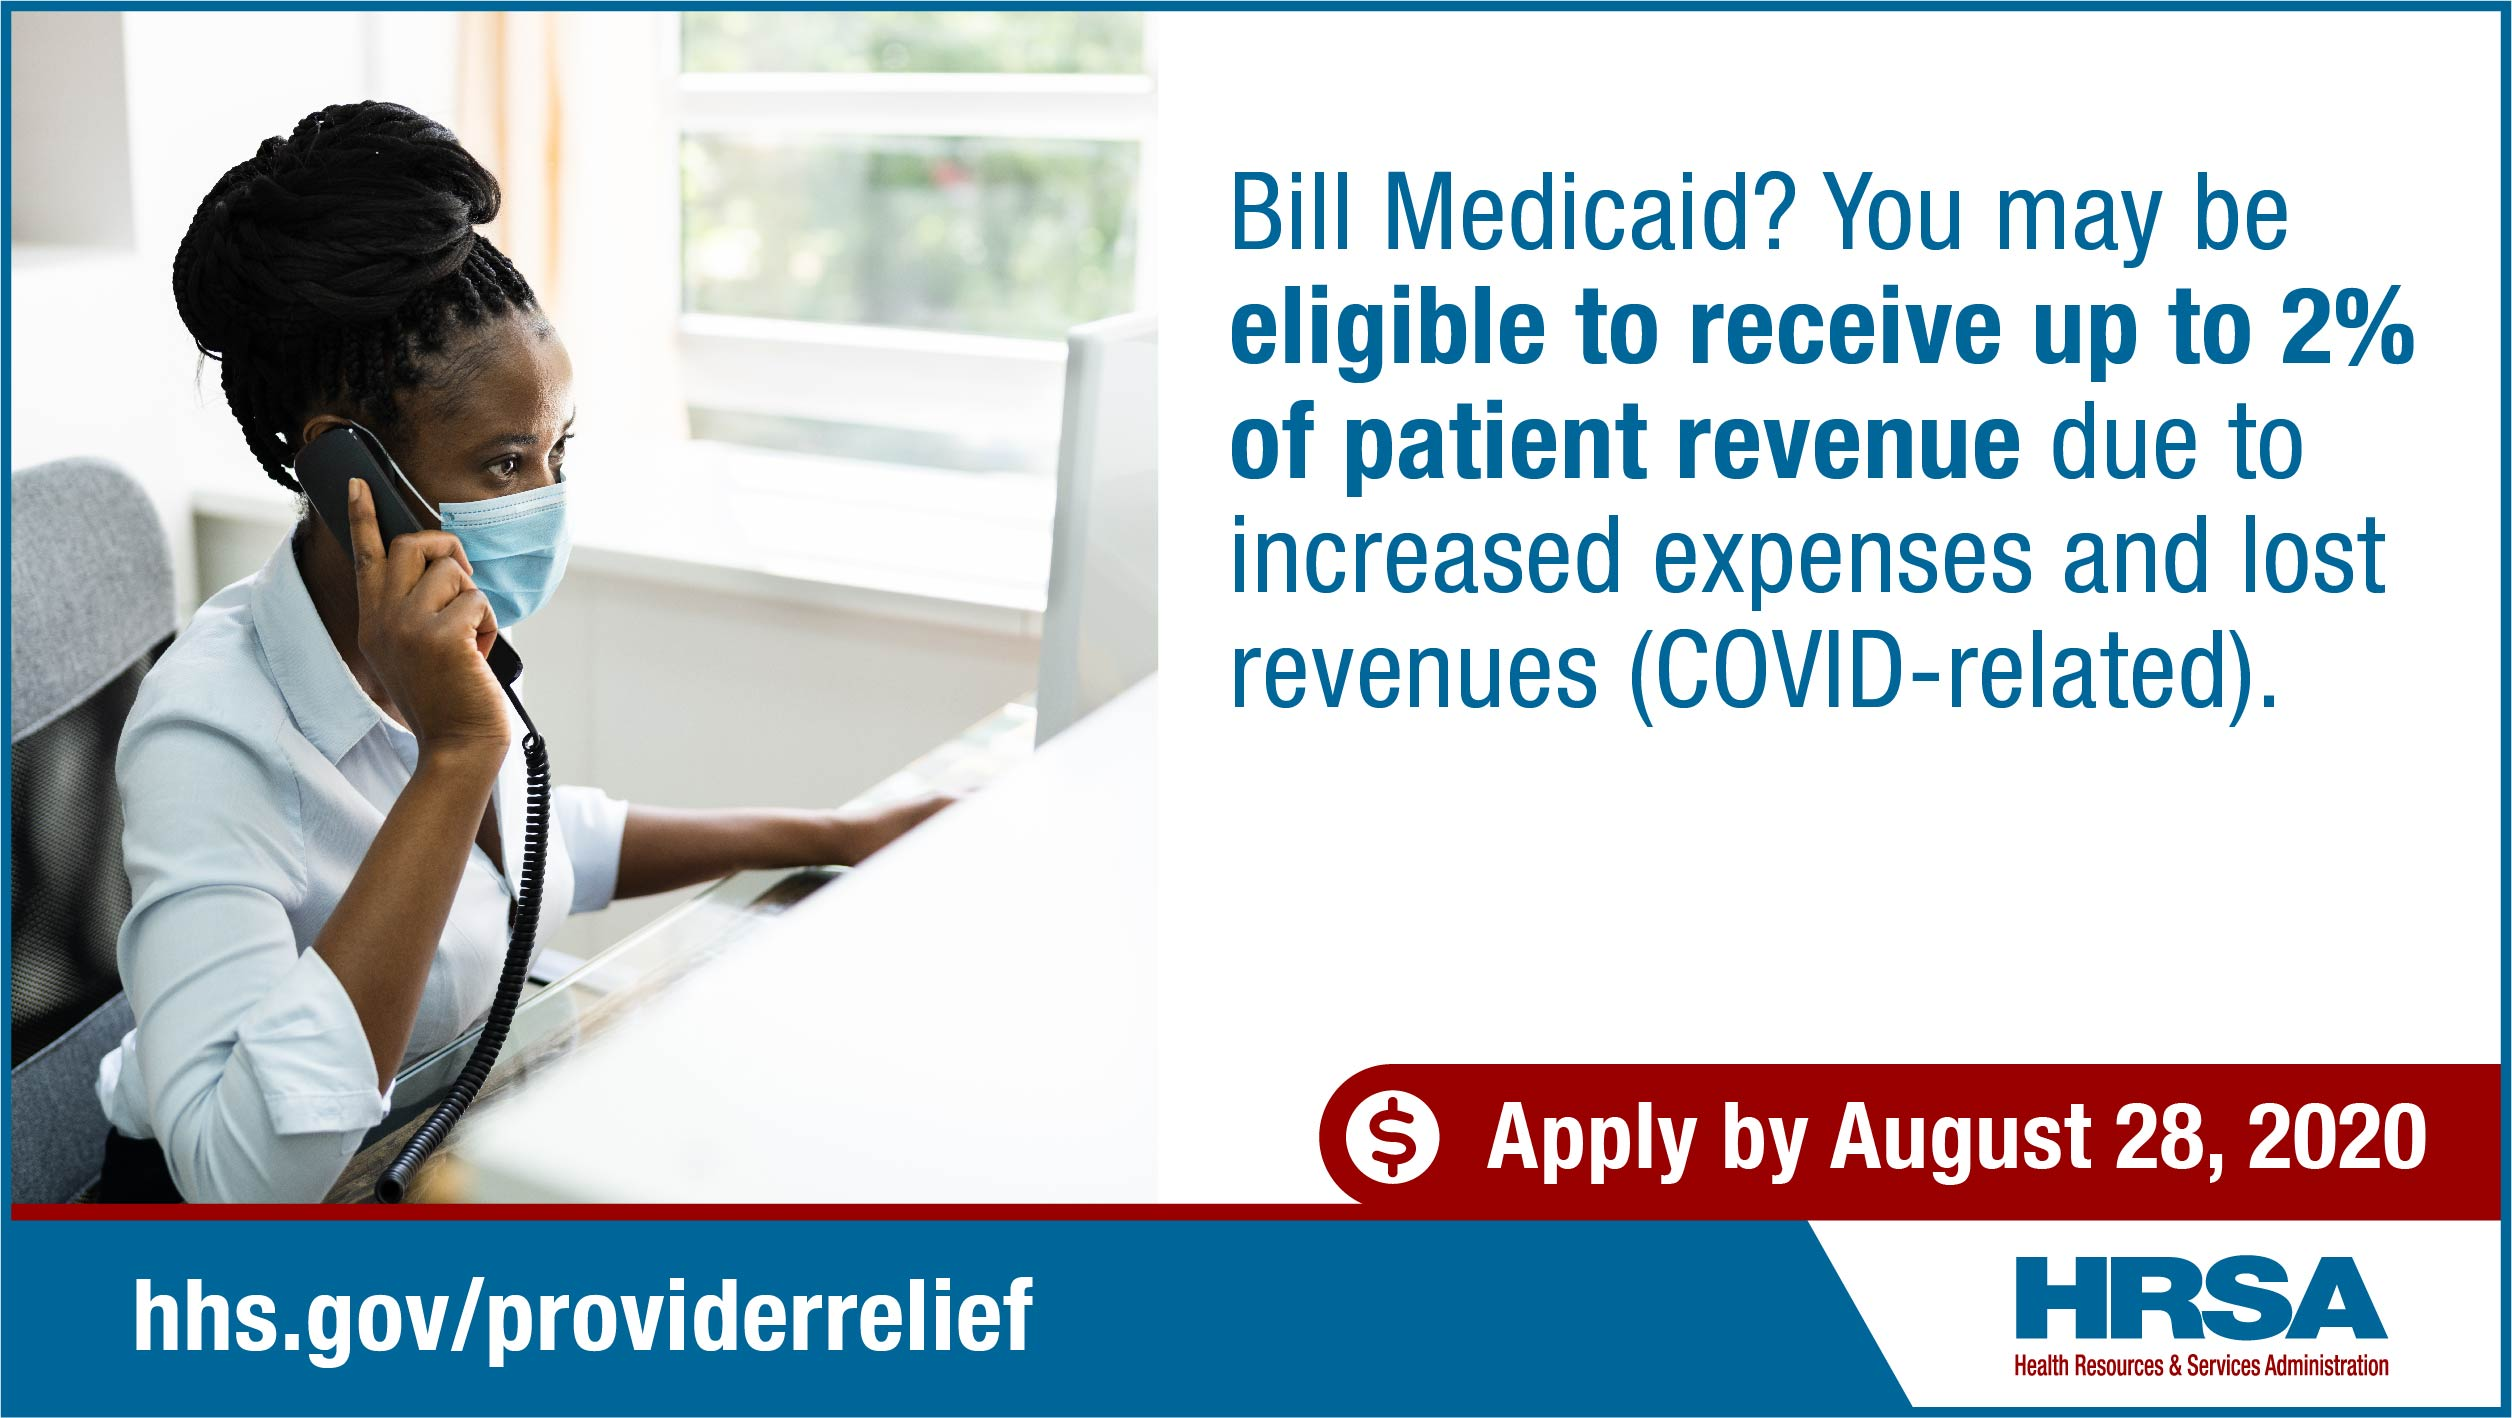 Bill Medicaid? You may be
eligible to receive up to 2%
of patient revenue due to
increased expenses and lost
revenues (COVID-related).
$ Apply by August 28, 2020
hhs.gov/providerrelief
HRSA
Health Resources & Services Administration